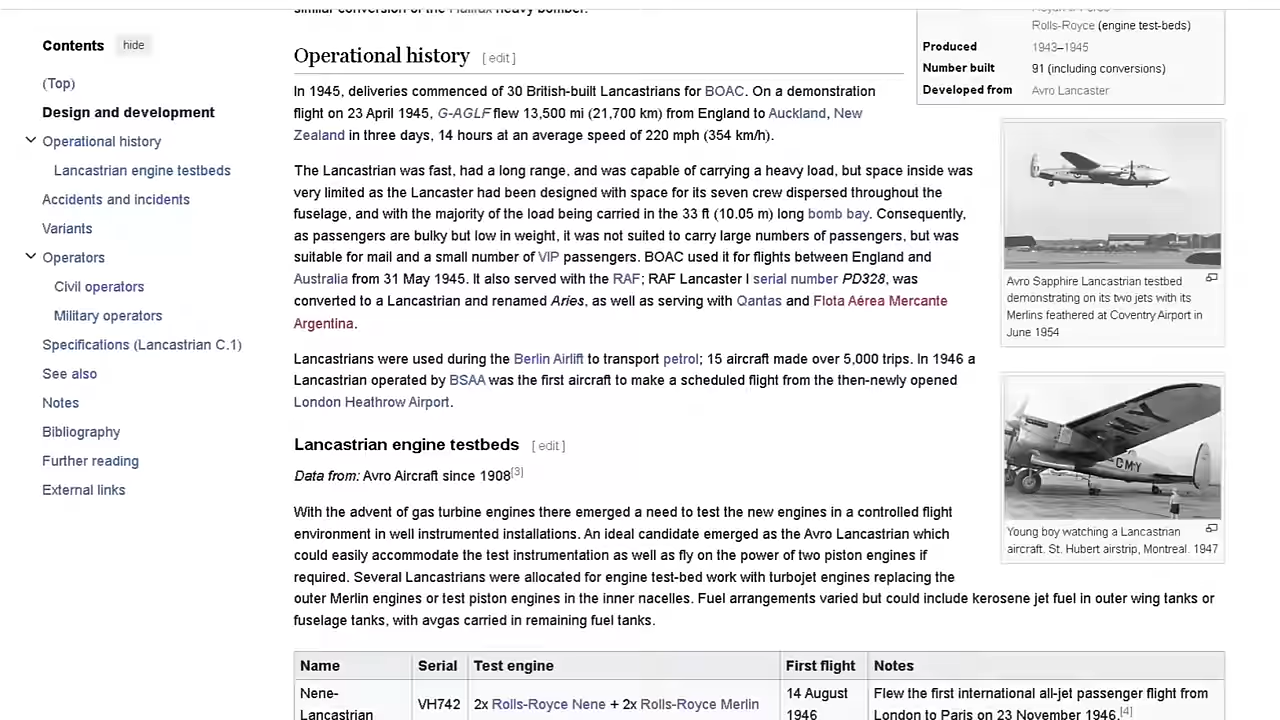 similar conversion of the Halifax heavy bomber.
Contents hide
(Top)
Design and development
Operational history
Lancastrian engine testbeds
Accidents and incidents
Variants
Operators
Civil operators
Military operators
Specifications (Lancastrian C.1)
See also
Notes
Bibliography
Further reading
External links
Operational history [ edit ]
In 1945, deliveries commenced of 30 British-built Lancastrians for BOAC. On a demonstration
flight on 23 April 1945, G-AGLF flew 13,500 mi (21,700 km) from England to Auckland, New
Zealand in three days, 14 hours at an average speed of 220 mph (354 km/h).
The Lancastrian was fast, had a long range, and was capable of carrying a heavy load, but space inside was
very limited as the Lancaster had been designed with space for its seven crew dispersed throughout the
fuselage, and with the majority of the load being carried in the 33 ft (10.05 m) long bomb bay. Consequently,
as passengers are bulky but low in weight, it was not suited to carry large numbers of passengers, but was
suitable for mail and a small number of VIP passengers. BOAC used it for flights between England and
Australia from 31 May 1945. It also served with the RAF; RAF Lancaster I serial number PD328, was
converted to a Lancastrian and renamed Aries, as well as serving with Qantas and Flota Aérea Mercante
Argentina.
Lancastrians were used during the Berlin Airlift to transport petrol; 15 aircraft made over 5,000 trips. In 1946 a
Lancastrian operated by BSAA was the first aircraft to make a scheduled flight from the then-newly opened
London Heathrow Airport.
Lancastrian engine testbeds [ edit ]
Data from: Avro Aircraft since 1908[3]
With the advent of gas turbine engines there emerged a need to test the new engines in a controlled flight
environment in well instrumented installations. An ideal candidate emerged as the Avro Lancastrian which
could easily accommodate the test instrumentation as well as fly on the power of two piston engines if
required. Several Lancastrians were allocated for engine test-bed work with turbojet engines replacing the
outer Merlin engines or test piston engines in the inner nacelles. Fuel arrangements varied but could include kerosene jet fuel in outer wing tanks or
fuselage tanks, with avgas carried in remaining fuel tanks.
Name Serial Test engine First flight Notes
Nene-
Lancastrian
VH742
2x Rolls-Royce Nene + 2x Rolls-Royce Merlin
14 August
1946
Flew the first international all-jet passenger flight from
London to Paris on 23 November 1946.[4]
Rolls-Royce (engine test-beds)
Produced 1943–1945
Number built 91 (including conversions)
Developed from Avro Lancaster
Avro Sapphire Lancastrian testbed
demonstrating on its two jets with its
Merlins feathered at Coventry Airport in
June 1954
MY
CMY
Young boy watching a Lancastrian
aircraft. St. Hubert airstrip, Montreal. 1947